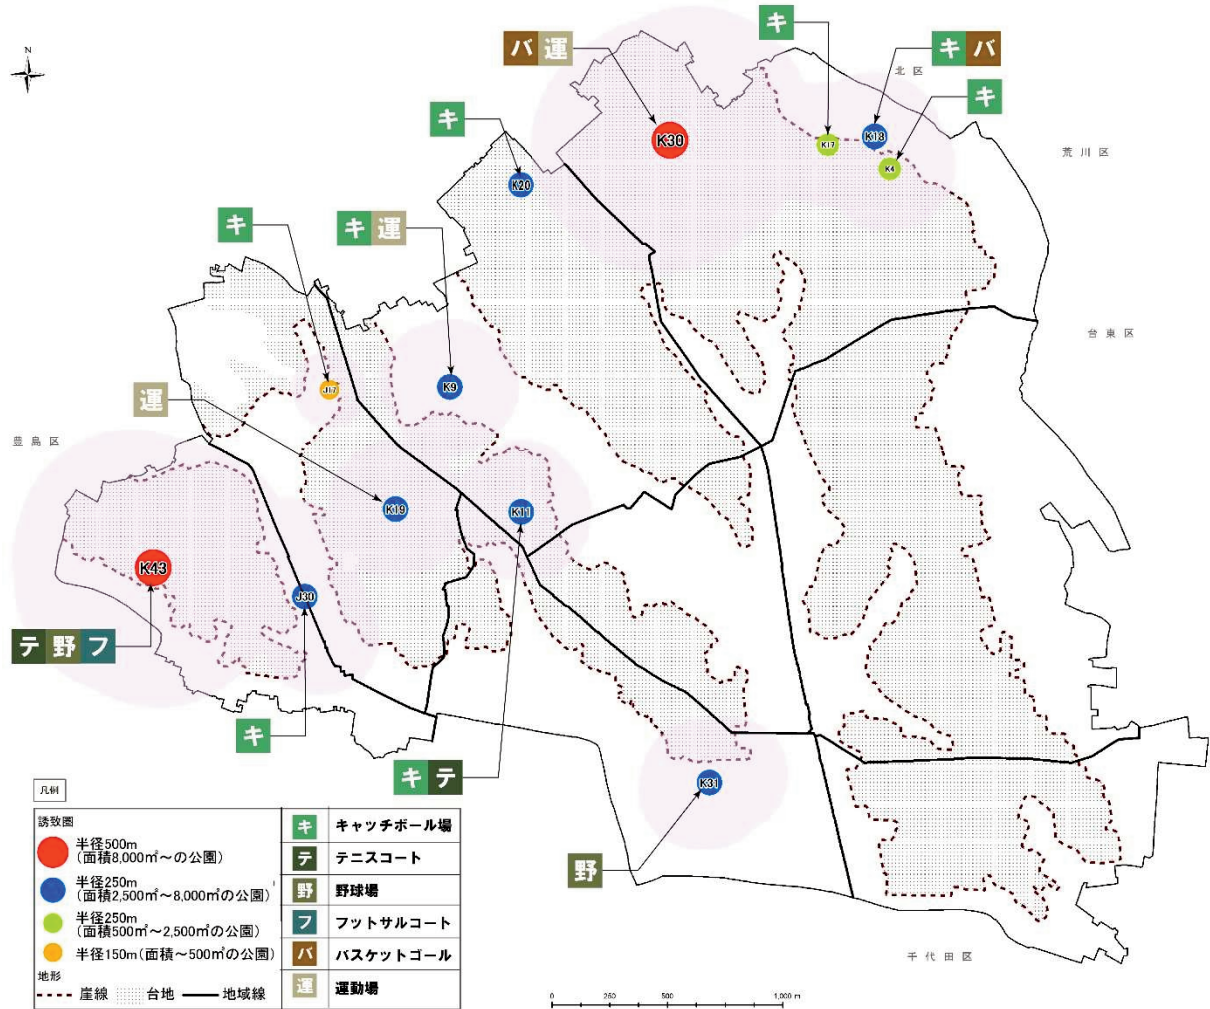 N
バ 運
キ
キ バ
北区
キ
荒川区
キ
K30
K17
K18
K4
K20
キ
キ 運
台東区
運
J17
K9
豊島区
K19
K11
K43
J30
テ 野 フ
キ
キ テ
K31
野
千代田区
凡例
誘致圏
半径500m
(面積8,000㎡～の公園)
半径250m
(面積2,500㎡～8,000㎡の公園)
半径250m
(面積500㎡～2,500㎡の公園)
半径150m(面積～500㎡の公園)
地形
崖線 台地 地域線
キ キャッチボール場
テ テニスコート
野 野球場
フ フットサルコート
バ バスケットゴール
運 運動場
0 250 500 1,000 m